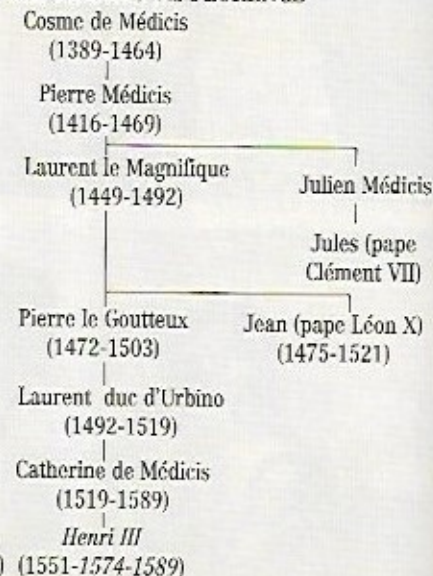 Cosme de Médicis
(1389-1464)
Pierre Médicis
(1416-1469)
Laurent le Magnifique
(1449-1492)
Julien Médicis
Jules (pape
Clément VII)
Pierre le Goutteux
(1472-1503)
Jean (pape Léon X)
(1475-1521)
Laurent duc d'Urbino
(1492-1519)
Catherine de Médicis
(1519-1589)
Henri III
) (1551-1574-1589)